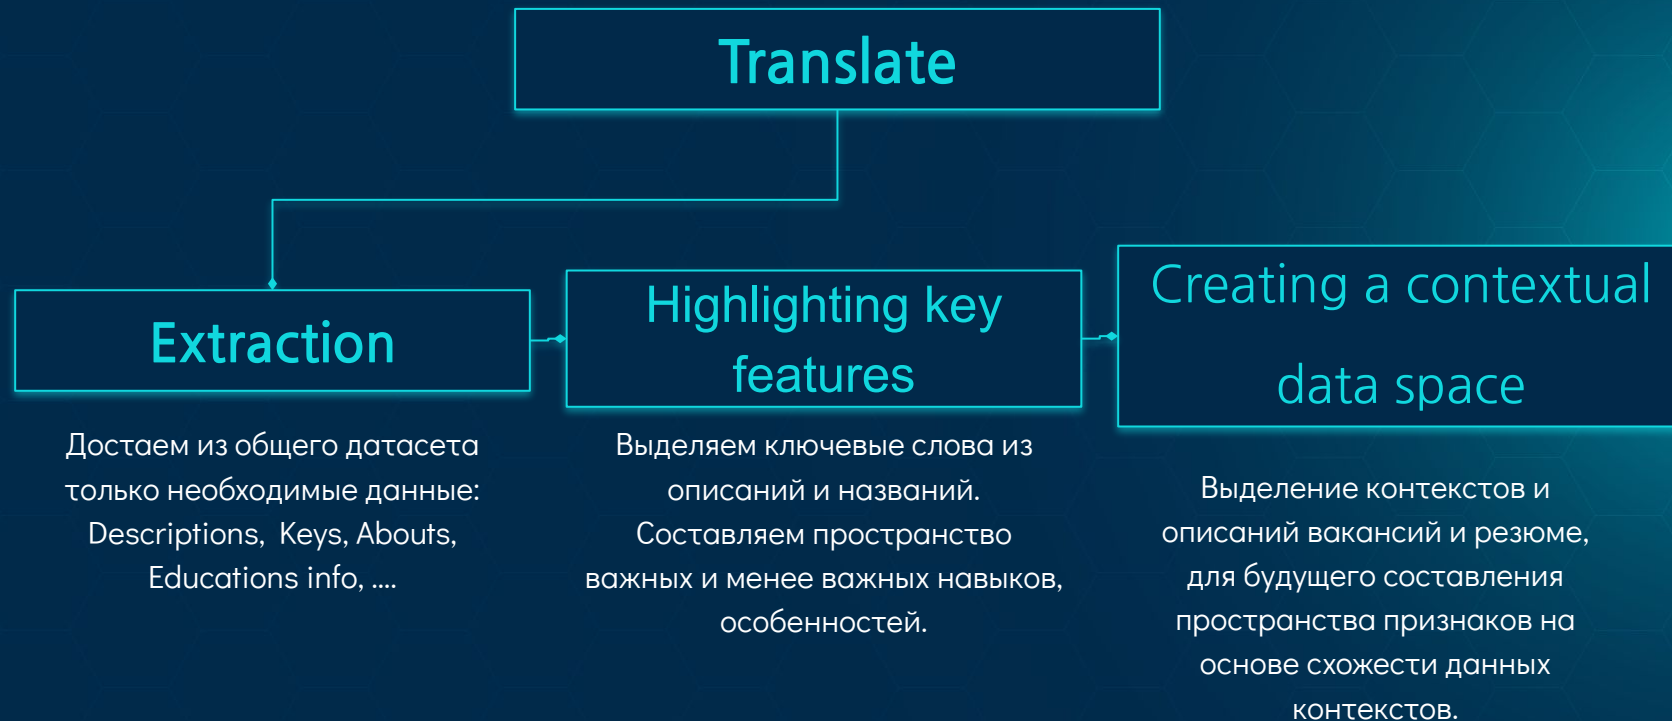 Translate
Extraction
Достаем из общего датасета
только необходимые данные:
Descriptions, Keys, Abouts,
Educations info, ....
Highlighting key
features
Выделяем ключевые слова из
описаний и названий.
Составляем пространство
важных и менее важных навыков,
особенностей.
Creating a contextual
data space
Выделение контекстов и
описаний вакансий и резюме,
для будущего составления
пространства признаков на
основе схожести данных
контекстов.